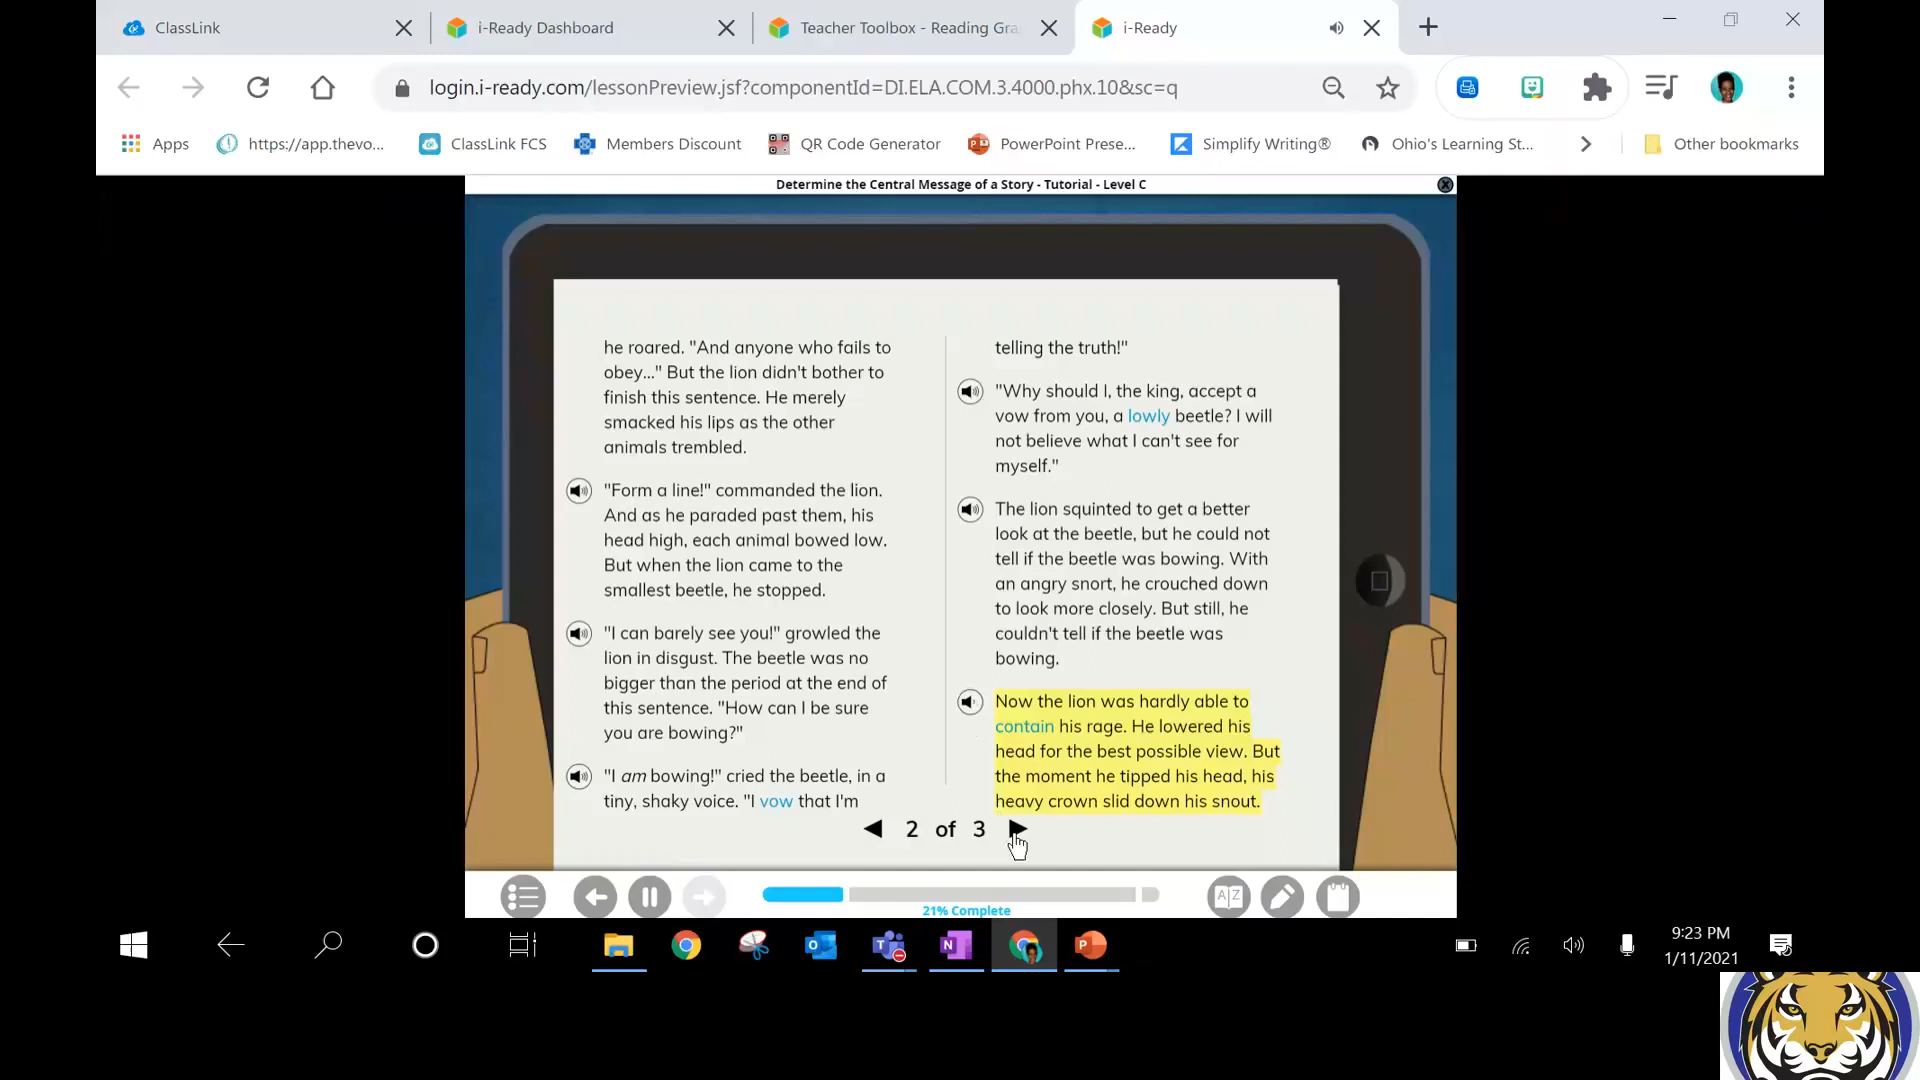 ClassLink
i-Ready Dashboard
Teacher Toolbox - Reading Gra
i-Ready
login.i-ready.com/lessonPreview.jsf?componentId=DI.ELA.COM.3.4000.phx.10&sc=q
Apps
https://app.thevo...
ClassLink FCS
Members Discount
QR Code Generator
PowerPoint Prese...
Simplify Writing®
Ohio's Learning St...
Other bookmarks
Determine the Central Message of a Story - Tutorial - Level C
he roared. "And anyone who fails to
obey..." But the lion didn't bother to
finish this sentence. He merely
smacked his lips as the other
animals trembled.
"Form a line!" commanded the lion.
And as he paraded past them, his
head high, each animal bowed low.
But when the lion came to the
smallest beetle, he stopped.
"I can barely see you!" growled the
lion in disgust. The beetle was no
bigger than the period at the end of
this sentence. "How can I be sure
you are bowing?"
"I am bowing!" cried the beetle, in a
tiny, shaky voice. "I vow that I'm
telling the truth!"
"Why should I, the king, accept a
vow from you, a lowly beetle? I will
not believe what I can't see for
myself."
The lion squinted to get a better
look at the beetle, but he could not
tell if the beetle was bowing. With
an angry snort, he crouched down
to look more closely. But still, he
couldn't tell if the beetle was
bowing.
Now the lion was hardly able to
contain his rage. He lowered his
head for the best possible view. But
the moment he tipped his head, his
heavy crown slid down his snout.
2 of 3
A Z
21% Complete
9:23 PM
1/11/2021